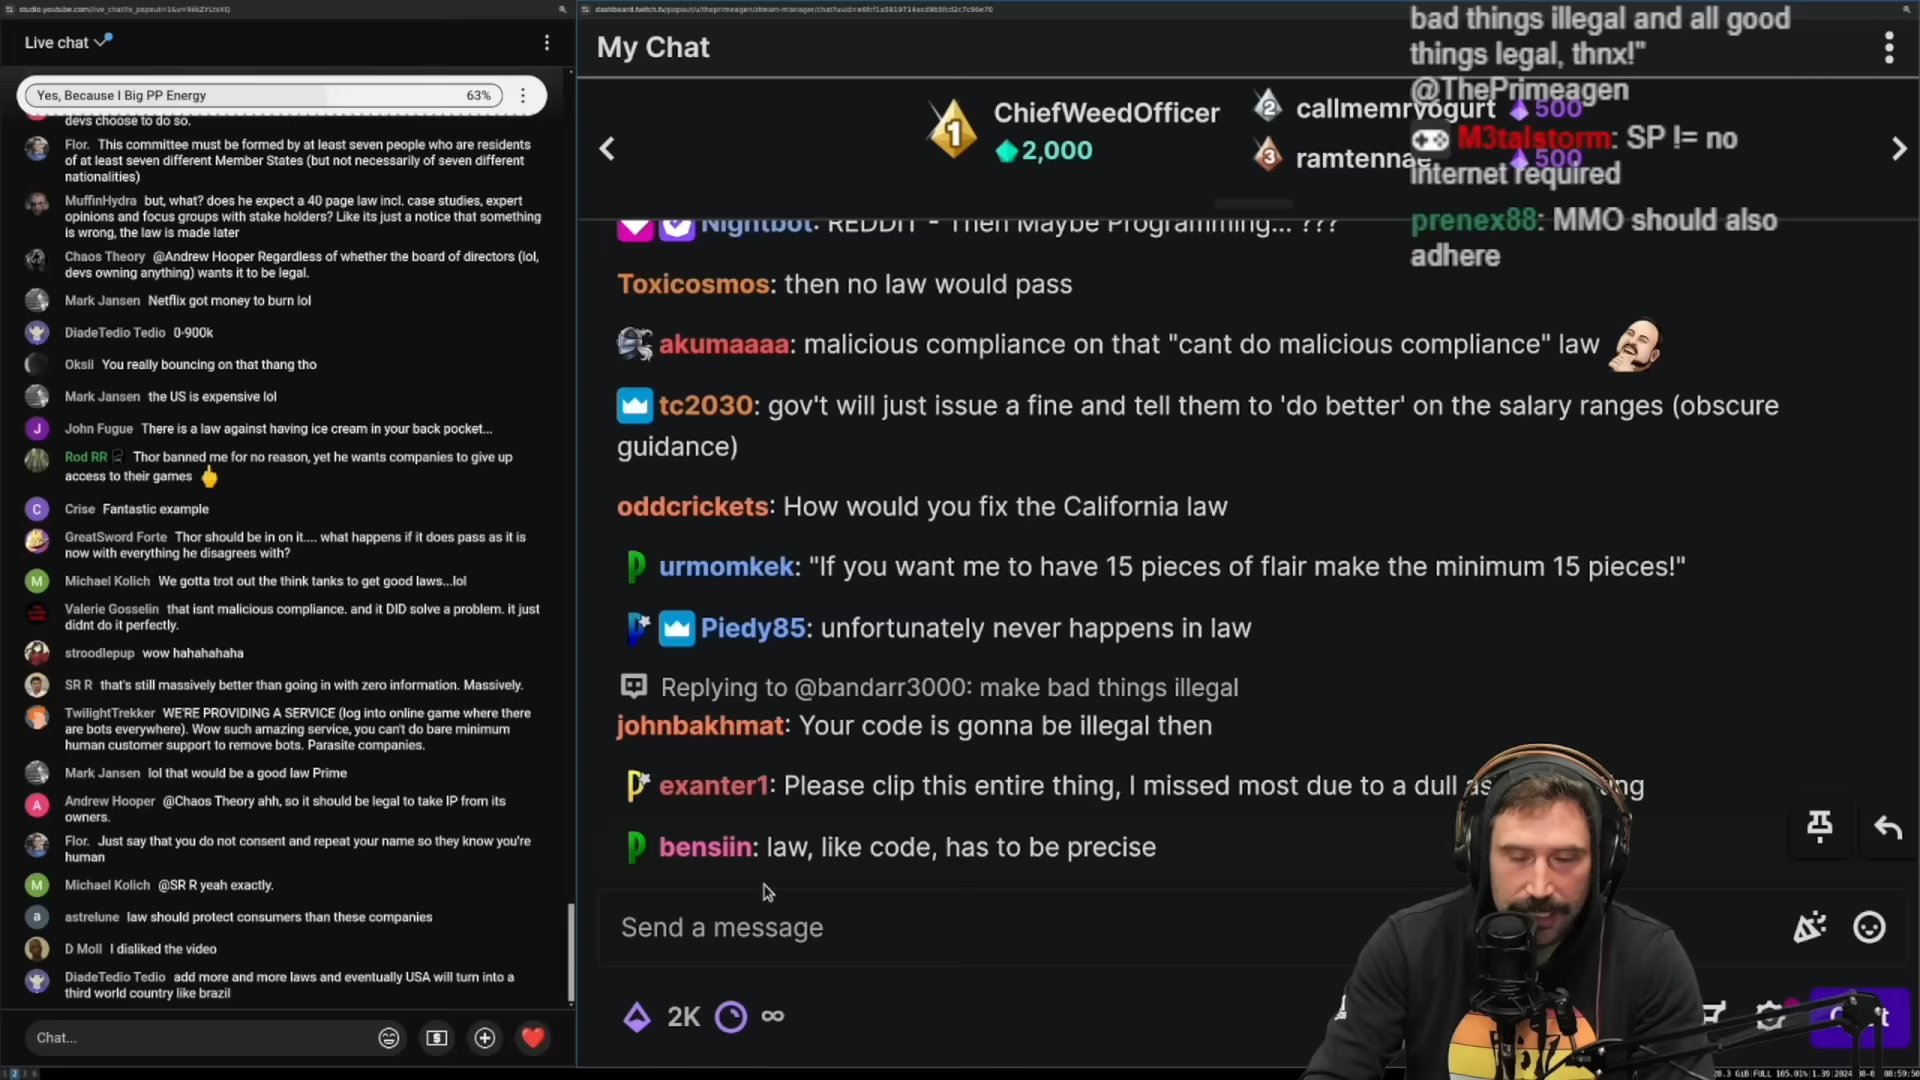 studio.youtube.com/live_chat?is_popout=1&v=
Live chat
Yes, Because I Big PP Energy 63%
devs choose to do so.
Flor. This committee must be formed by at least seven people who are residents
of at least seven different Member States (but not necessarily of seven different
nationalities)
MuffinHydra but, what? does he expect a 40 page law incl. case studies, expert
opinions and focus groups with stake holders? Like its just a notice that something
is wrong, the law is made later
Chaos Theory @Andrew Hooper Regardless of whether the board of directors (lol,
devs owning anything) wants it to be legal.
Mark Jansen Netflix got money to burn lol
DiadeTedio Tedio 0-900k
Oksii You really bouncing on that thang tho
Mark Jansen the US is expensive lol
J
John Fugue There is a law against having ice cream in your back pocket...
Rod RR Thor banned me for no reason, yet he wants companies to give up
access to their games
C
Crise Fantastic example
GreatSword Forte Thor should be in on it.... what happens if it does pass as it is
now with everything he disagrees with?
M
Michael Kolich We gotta trot out the think tanks to get good laws...lol
Valerie Gosselin that isnt malicious compliance. and it DID solve a problem. it just
didnt do it perfectly.
stroodlepup wow hahahahaha
SR R that's still massively better than going in with zero information. Massively.
TwilightTrekker WE'RE PROVIDING A SERVICE (log into online game where there
are bots everywhere). Wow such amazing service, you can't do bare minimum
human customer support to remove bots. Parasite companies.
Mark Jansen lol that would be a good law Prime
A
Andrew Hooper @Chaos Theory ahh, so it should be legal to take IP from its
owners.
Flor. Just say that you do not consent and repeat your name so they know you're
human
M
Michael Kolich @SR R yeah exactly.
a
astrelune law should protect consumers than these companies
D Moll I disliked the video
DiadeTedio Tedio add more and more laws and eventually USA will turn into a
third world country like brazil
Chat...
dashboard.twitch.tv/popout/u/theprimeagen/stream-manager/chat?uuid=
My Chat
1
ChiefWeedOfficer
2,000
2 callmemryogurt 500
3 ramtennae 500
Nightbot: REDDIT - Then Maybe Programming... ???
Toxicosmos: then no law would pass
akumaaaa: malicious compliance on that "cant do malicious compliance" law
tc2030: gov't will just issue a fine and tell them to 'do better' on the salary ranges (obscure
guidance)
oddcrickets: How would you fix the California law
urmomkek: "If you want me to have 15 pieces of flair make the minimum 15 pieces!"
Piedy85: unfortunately never happens in law
Replying to @bandarr3000: make bad things illegal
johnbakhmat: Your code is gonna be illegal then
exanter1: Please clip this entire thing, I missed most due to a dull
bensiin: law, like code, has to be precise
Send a message
2K ∞
bad things illegal and all good
things legal, thnx!"
@ThePrimeagen
M3talstorm: SP != no
internet required
prenex88: MMO should also
adhere